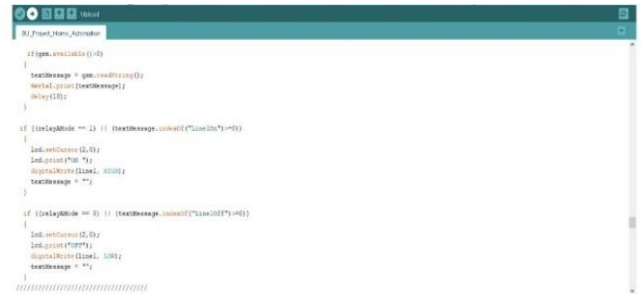 Upload
SU_Project_Home_Automation
if(gsm.available()>0)
{
textMessage = gsm.readString();
Serial.print(textMessage);
delay(10);
}
if ((relayAMode == 1) || (textMessage.indexOf("Line1On")>=0))
{
lcd.setCursor(2,0);
lcd.print("ON ");
digitalWrite(line1, HIGH);
textMessage = "";
}
if ((relayAMode == 0) || (textMessage.indexOf("Line1Off")>=0))
{
lcd.setCursor(2,0);
lcd.print("OFF");
digitalWrite(line1, LOW);
textMessage = "";
}
///////////////////////////////////